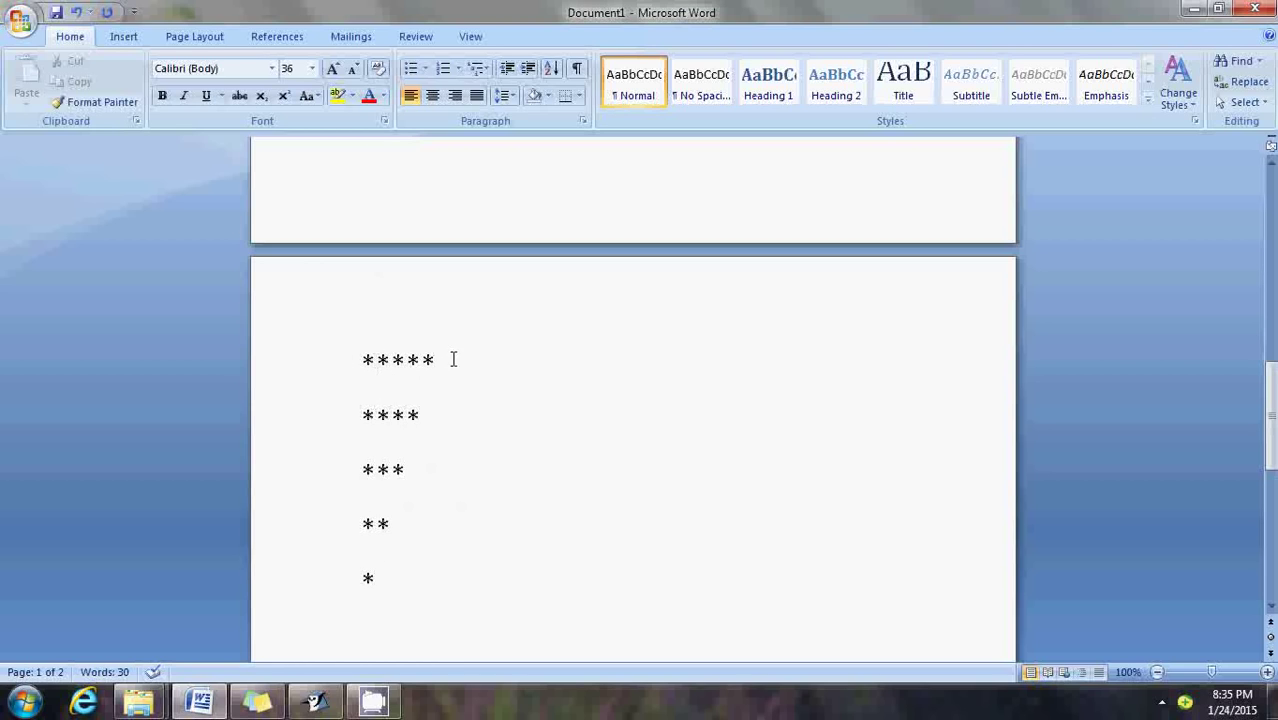 Document1 - Microsoft Word
Home Insert Page Layout References Mailings Review View
Paste
Cut
Copy
Format Painter
Clipboard
Calibri (Body) 36
B I U abc x₂ x² Aa
Font
Paragraph
AaBbCcDc AaBbCcDc AaBbC AaBbCc AaB AaBbCc. AaBbCcDc AaBbCcDc
¶ Normal ¶ No Spaci... Heading 1 Heading 2 Title Subtitle Subtle Em... Emphasis
Styles
Change
Styles
Find
Replace
Select
Editing
*****
****
***
**
*
Page: 1 of 2 Words: 30
100%
8:35 PM
1/24/2015